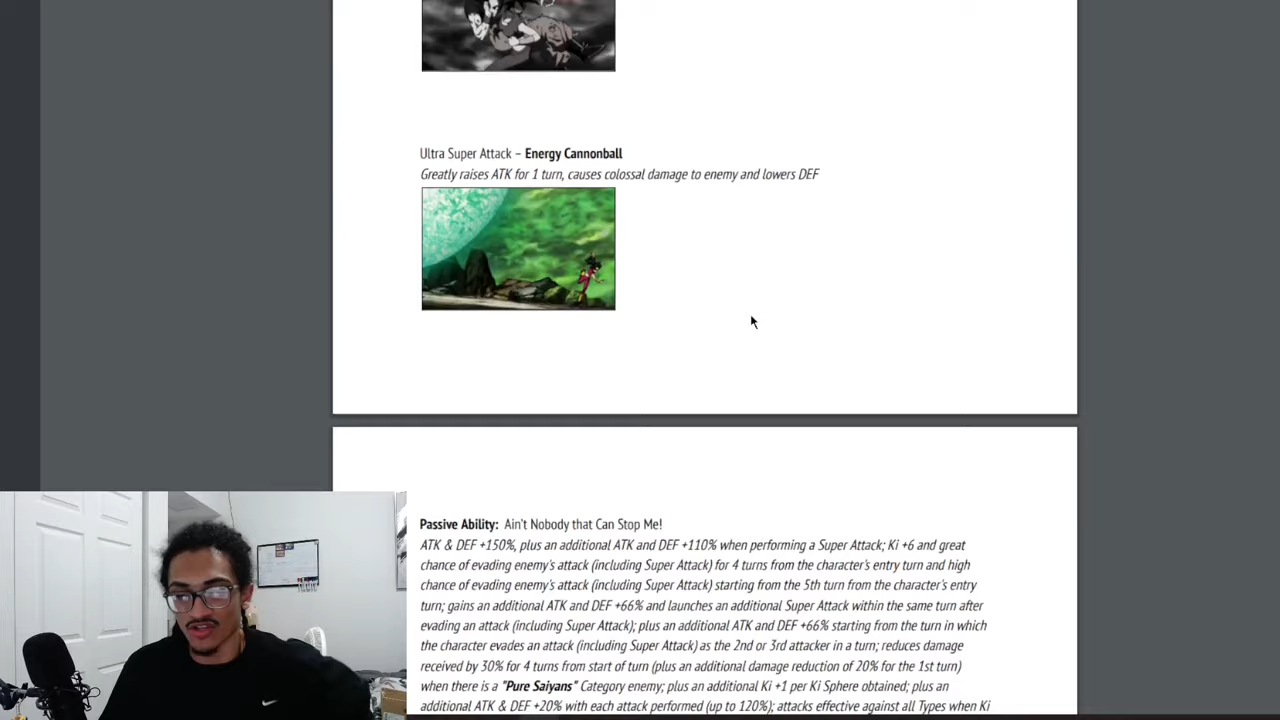 Ultra Super Attack – Energy Cannonball
Greatly raises ATK for 1 turn, causes colossal damage to enemy and lowers DEF
Passive Ability: Ain't Nobody that Can Stop Me!
ATK & DEF +150%, plus an additional ATK and DEF +110% when performing a Super Attack; Ki +6 and great
chance of evading enemy's attack (including Super Attack) for 4 turns from the character's entry turn and high
chance of evading enemy's attack (including Super Attack) starting from the 5th turn from the character's entry
turn; gains an additional ATK and DEF +66% and launches an additional Super Attack within the same turn after
evading an attack (including Super Attack); plus an additional ATK and DEF +66% starting from the turn in which
the character evades an attack (including Super Attack) as the 2nd or 3rd attacker in a turn; reduces damage
received by 30% for 4 turns from start of turn (plus an additional damage reduction of 20% for the 1st turn)
when there is a "Pure Saiyans" Category enemy; plus an additional Ki +1 per Ki Sphere obtained; plus an
additional ATK & DEF +20% with each attack performed (up to 120%); attacks effective against all Types when Ki